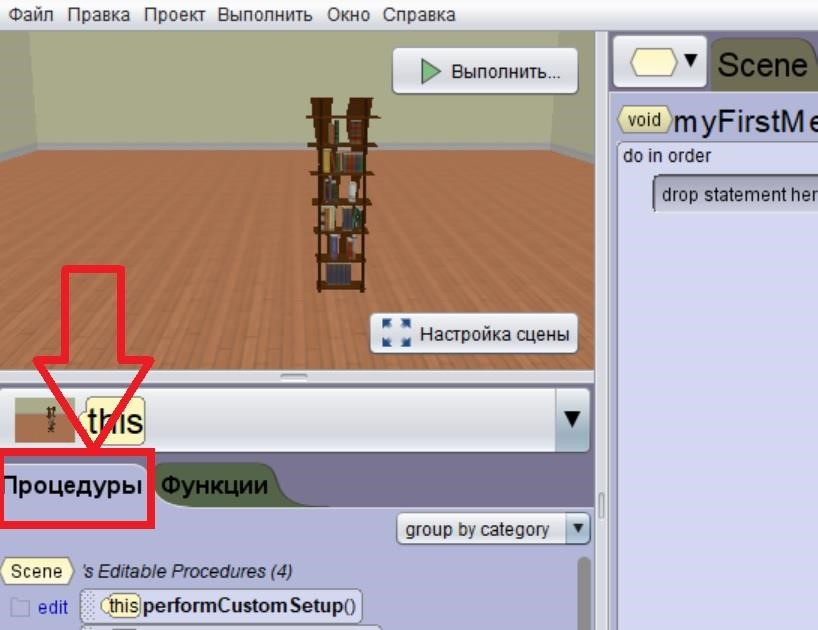 Файл Правка Проект Выполнить Окно Справка
Выполнить...
Настройка сцены
this
Процедуры Функции
group by category
Scene 's Editable Procedures (4)
edit this performCustomSetup()
Scene
void myFirstMe
do in order
drop statement her